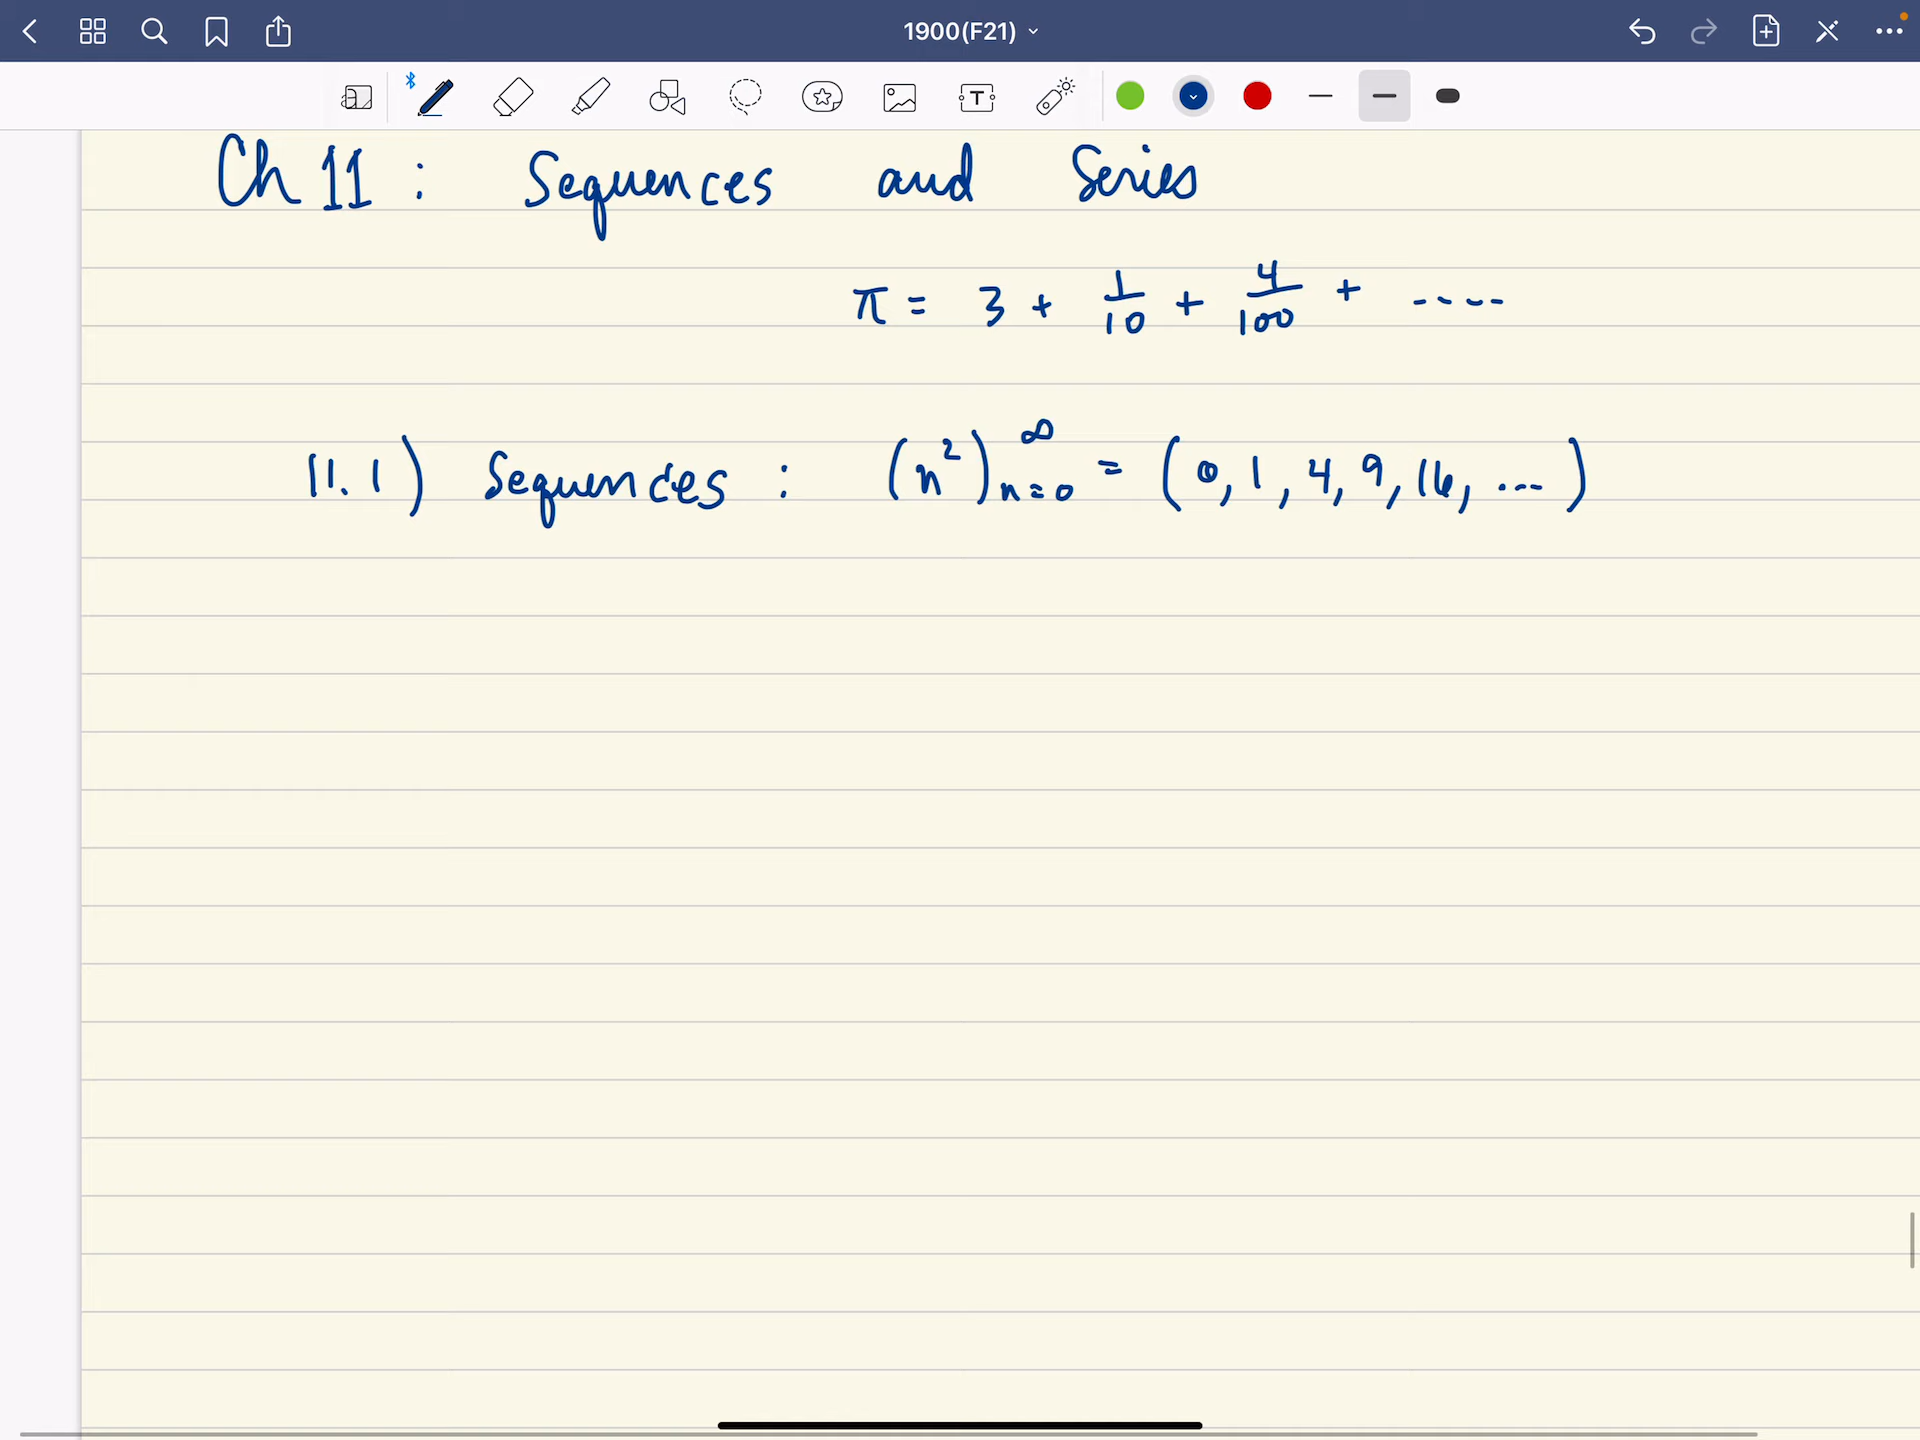 1900(F21)
Ch 11 : Sequences and Series
π = 3 + 1/10 + 4/100 + ----
11.1) Sequences : (n²)_{n=0}^∞ = (0, 1, 4, 9, 16, ...)